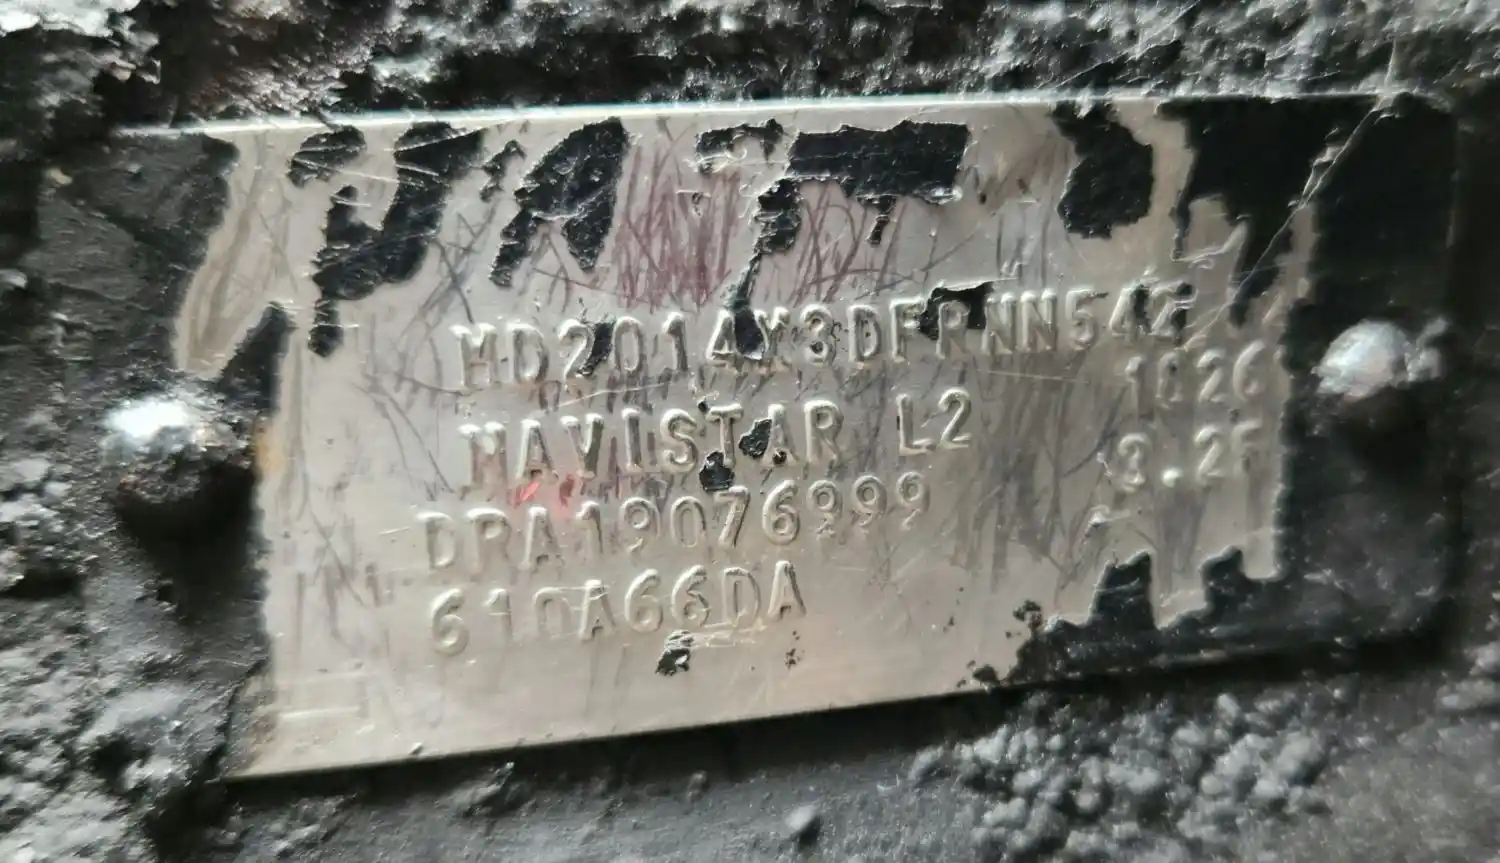 MD2014X3DFRNN542
1026
NAVISTAR L2
3.2F
DRA19076999
610A66DA